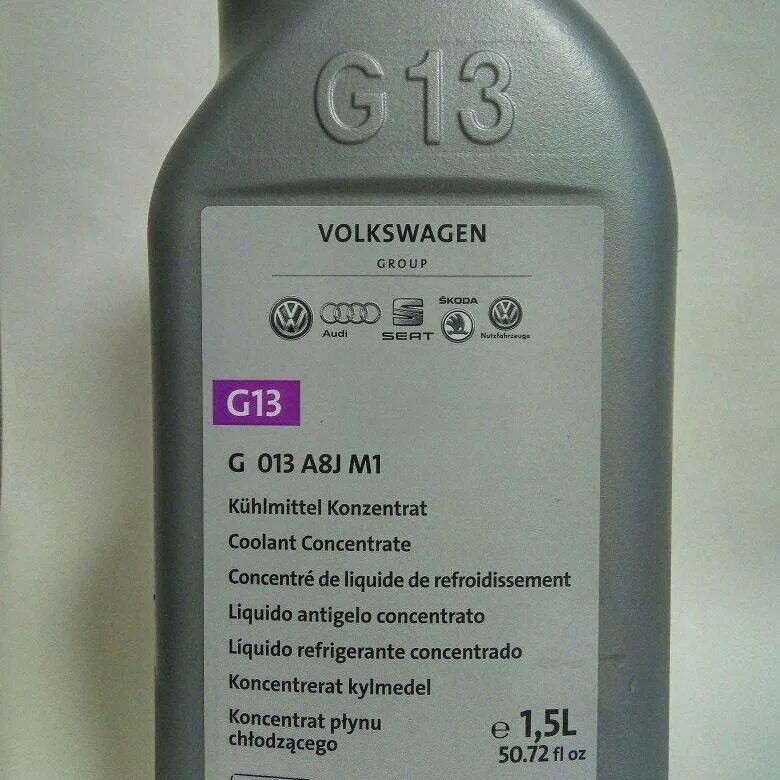 G13
VOLKSWAGEN
GROUP
Audi
SEAT
ŠKODA
Nutzfahrzeuge
G13
G 013 A8J M1
Kühlmittel Konzentrat
Coolant Concentrate
Concentré de liquide de refroidissement
Liquido antigelo concentrato
Líquido refrigerante concentrado
Koncentrerat kylmedel
Koncentrat płynu
chłodzącego
℮ 1,5L
50.72 fl oz